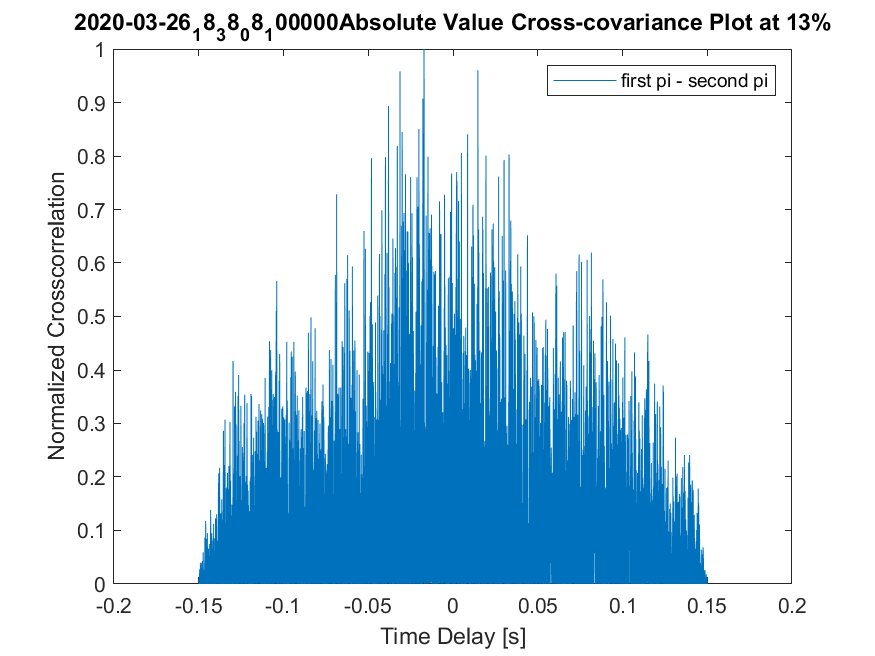 2020-03-26₁8₃8₀8₁00000Absolute Value Cross-covariance Plot at 13%
1
first pi - second pi
0.9
0.8
0.7
0.6
0.5
0.4
0.3
0.2
0.1
0
Normalized Crosscorrelation
-0.2 -0.15 -0.1 -0.05 0 0.05 0.1 0.15 0.2
Time Delay [s]